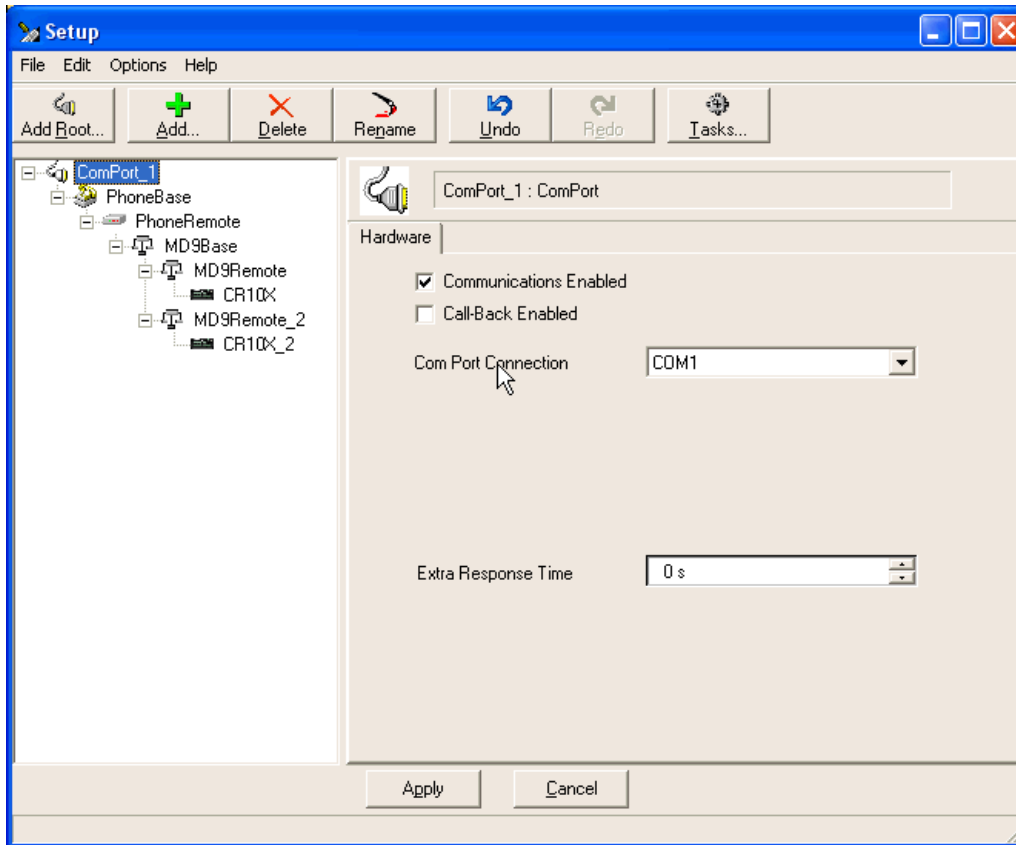 Setup
File Edit Options Help
Add Root... Add... Delete Rename Undo Redo Tasks...
ComPort_1
PhoneBase
PhoneRemote
MD9Base
MD9Remote
CR10X
MD9Remote_2
CR10X_2
ComPort_1 : ComPort
Hardware
Communications Enabled
Call-Back Enabled
Com Port Connection COM1
Extra Response Time 0 s
Apply Cancel